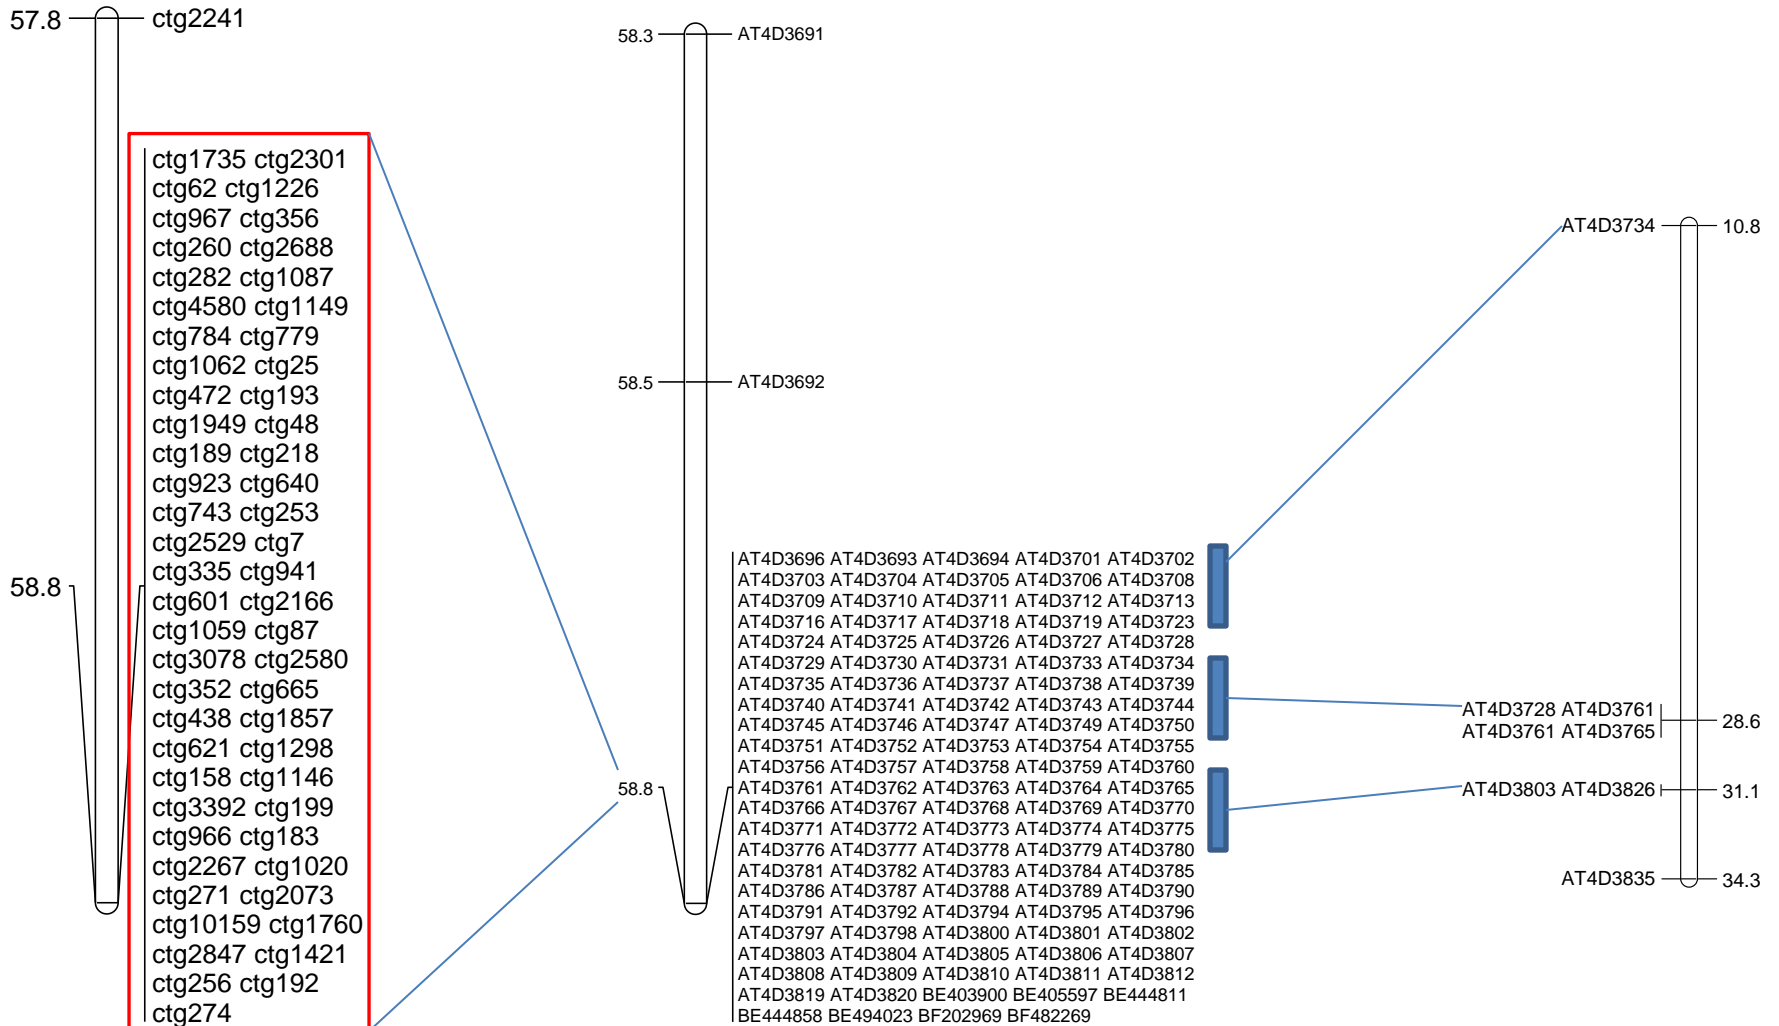 57.8 ctg2241
ctg1735 ctg2301
ctg62 ctg1226
ctg967 ctg356
ctg260 ctg2688
ctg282 ctg1087
ctg4580 ctg1149
ctg784 ctg779
ctg1062 ctg25
ctg472 ctg193
ctg1949 ctg48
ctg189 ctg218
ctg923 ctg640
ctg743 ctg253
ctg2529 ctg7
ctg335 ctg941
58.8
ctg601 ctg2166
ctg1059 ctg87
ctg3078 ctg2580
ctg352 ctg665
ctg438 ctg1857
ctg621 ctg1298
ctg158 ctg1146
ctg3392 ctg199
ctg966 ctg183
ctg2267 ctg1020
ctg271 ctg2073
ctg10159 ctg1760
ctg2847 ctg1421
ctg256 ctg192
ctg274
58.3 AT4D3691
58.5 AT4D3692
AT4D3696 AT4D3693 AT4D3694 AT4D3701 AT4D3702
AT4D3703 AT4D3704 AT4D3705 AT4D3706 AT4D3708
AT4D3709 AT4D3710 AT4D3711 AT4D3712 AT4D3713
AT4D3716 AT4D3717 AT4D3718 AT4D3719 AT4D3723
AT4D3724 AT4D3725 AT4D3726 AT4D3727 AT4D3728
AT4D3729 AT4D3730 AT4D3731 AT4D3733 AT4D3734
AT4D3735 AT4D3736 AT4D3737 AT4D3738 AT4D3739
AT4D3740 AT4D3741 AT4D3742 AT4D3743 AT4D3744
AT4D3745 AT4D3746 AT4D3747 AT4D3749 AT4D3750
AT4D3751 AT4D3752 AT4D3753 AT4D3754 AT4D3755
AT4D3756 AT4D3757 AT4D3758 AT4D3759 AT4D3760
58.8 AT4D3761 AT4D3762 AT4D3763 AT4D3764 AT4D3765
AT4D3766 AT4D3767 AT4D3768 AT4D3769 AT4D3770
AT4D3771 AT4D3772 AT4D3773 AT4D3774 AT4D3775
AT4D3776 AT4D3777 AT4D3778 AT4D3779 AT4D3780
AT4D3781 AT4D3782 AT4D3783 AT4D3784 AT4D3785
AT4D3786 AT4D3787 AT4D3788 AT4D3789 AT4D3790
AT4D3791 AT4D3792 AT4D3794 AT4D3795 AT4D3796
AT4D3797 AT4D3798 AT4D3800 AT4D3801 AT4D3802
AT4D3803 AT4D3804 AT4D3805 AT4D3806 AT4D3807
AT4D3808 AT4D3809 AT4D3810 AT4D3811 AT4D3812
AT4D3819 AT4D3820 BE403900 BE405597 BE444811
BE444858 BE494023 BF202969 BF482269
AT4D3734 10.8
AT4D3728 AT4D3761
28.6
AT4D3761 AT4D3765
AT4D3803 AT4D3826 31.1
AT4D3835 34.3